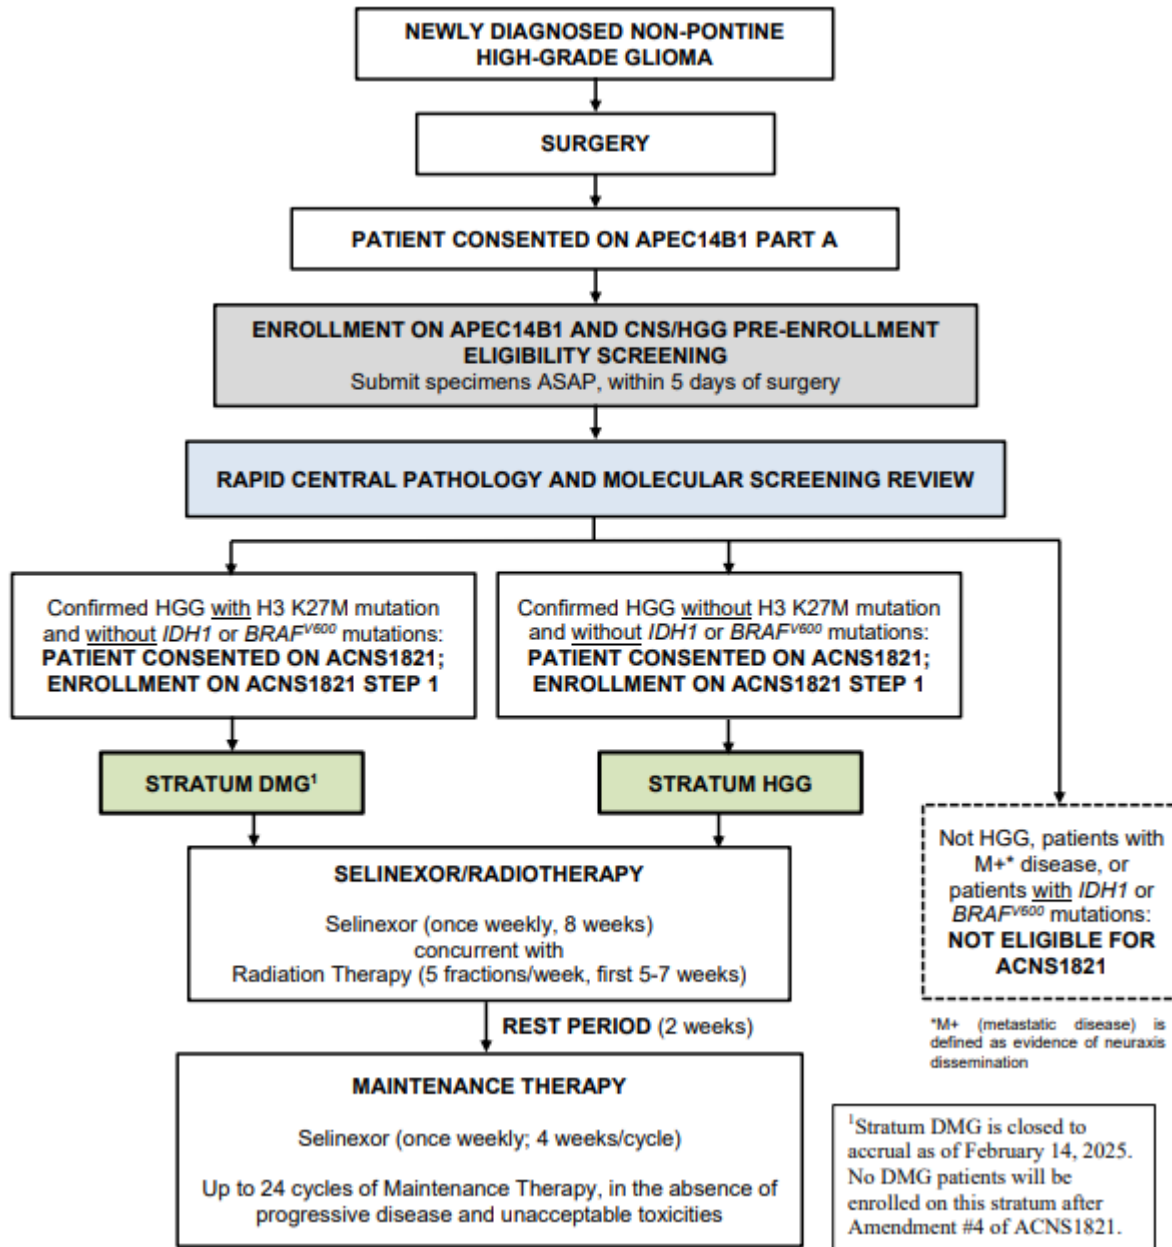 NEWLY DIAGNOSED NON-PONTINE
HIGH-GRADE GLIOMA
SURGERY
PATIENT CONSENTED ON APEC14B1 PART A
ENROLLMENT ON APEC14B1 AND CNS/HGG PRE-ENROLLMENT
ELIGIBILITY SCREENING
Submit specimens ASAP, within 5 days of surgery
RAPID CENTRAL PATHOLOGY AND MOLECULAR SCREENING REVIEW
Confirmed HGG with H3 K27M mutation
and without IDH1 or BRAFV600 mutations:
PATIENT CONSENTED ON ACNS1821;
ENROLLMENT ON ACNS1821 STEP 1
Confirmed HGG without H3 K27M mutation
and without IDH1 or BRAFV600 mutations:
PATIENT CONSENTED ON ACNS1821;
ENROLLMENT ON ACNS1821 STEP 1
STRATUM DMG1
STRATUM HGG
Not HGG, patients with
M+* disease, or
patients with IDH1 or
BRAFV600 mutations:
NOT ELIGIBLE FOR
ACNS1821
*M+ (metastatic disease) is
defined as evidence of neuraxis
dissemination
SELINEXOR/RADIOTHERAPY
Selinexor (once weekly, 8 weeks)
concurrent with
Radiation Therapy (5 fractions/week, first 5-7 weeks)
REST PERIOD (2 weeks)
MAINTENANCE THERAPY
Selinexor (once weekly; 4 weeks/cycle)
Up to 24 cycles of Maintenance Therapy, in the absence of
progressive disease and unacceptable toxicities
1Stratum DMG is closed to
accrual as of February 14, 2025.
No DMG patients will be
enrolled on this stratum after
Amendment #4 of ACNS1821.